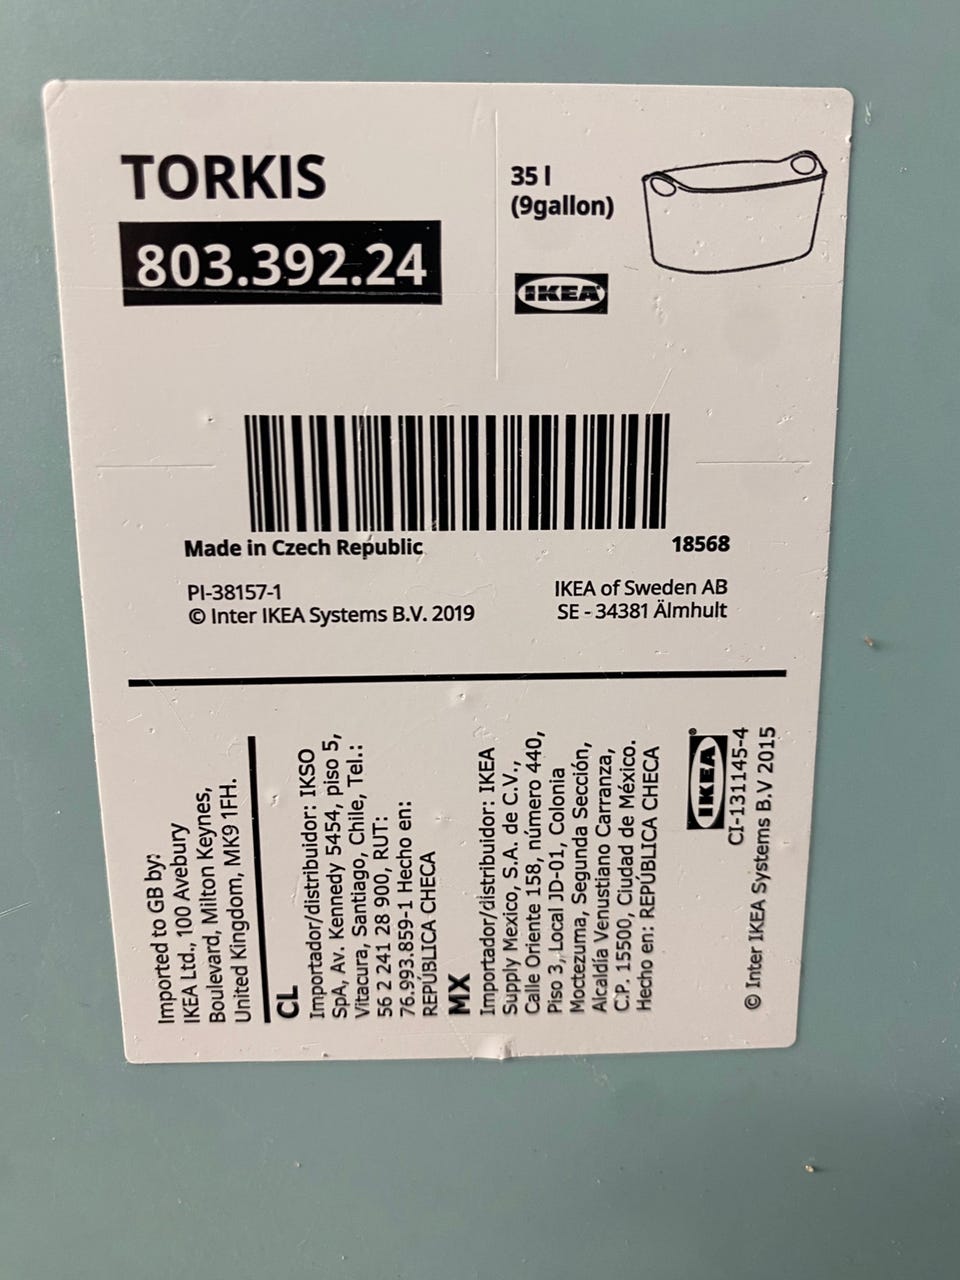 TORKIS
803.392.24
35 l
(9gallon)
IKEA
Made in Czech Republic
18568
PI-38157-1
© Inter IKEA Systems B.V. 2019
IKEA of Sweden AB
SE - 34381 Älmhult
Imported to GB by:
IKEA Ltd., 100 Avebury
Boulevard, Milton Keynes,
United Kingdom, MK9 1FH.
CL
Importador/distribuidor: IKSO
SpA, Av. Kennedy 5454, piso 5,
Vitacura, Santiago, Chile, Tel.:
56 2 241 28 900, RUT:
76.993.859-1 Hecho en:
REPÚBLICA CHECA
MX
Importador/distribuidor: IKEA
Supply Mexico, S.A. de C.V.,
Calle Oriente 158, número 440,
Piso 3, Local JD-01, Colonia
Moctezuma, Segunda Sección,
Alcaldía Venustiano Carranza,
C.P. 15500, Ciudad de México.
Hecho en: REPÚBLICA CHECA
IKEA®
CI-131145-4
© Inter IKEA Systems B.V 2015